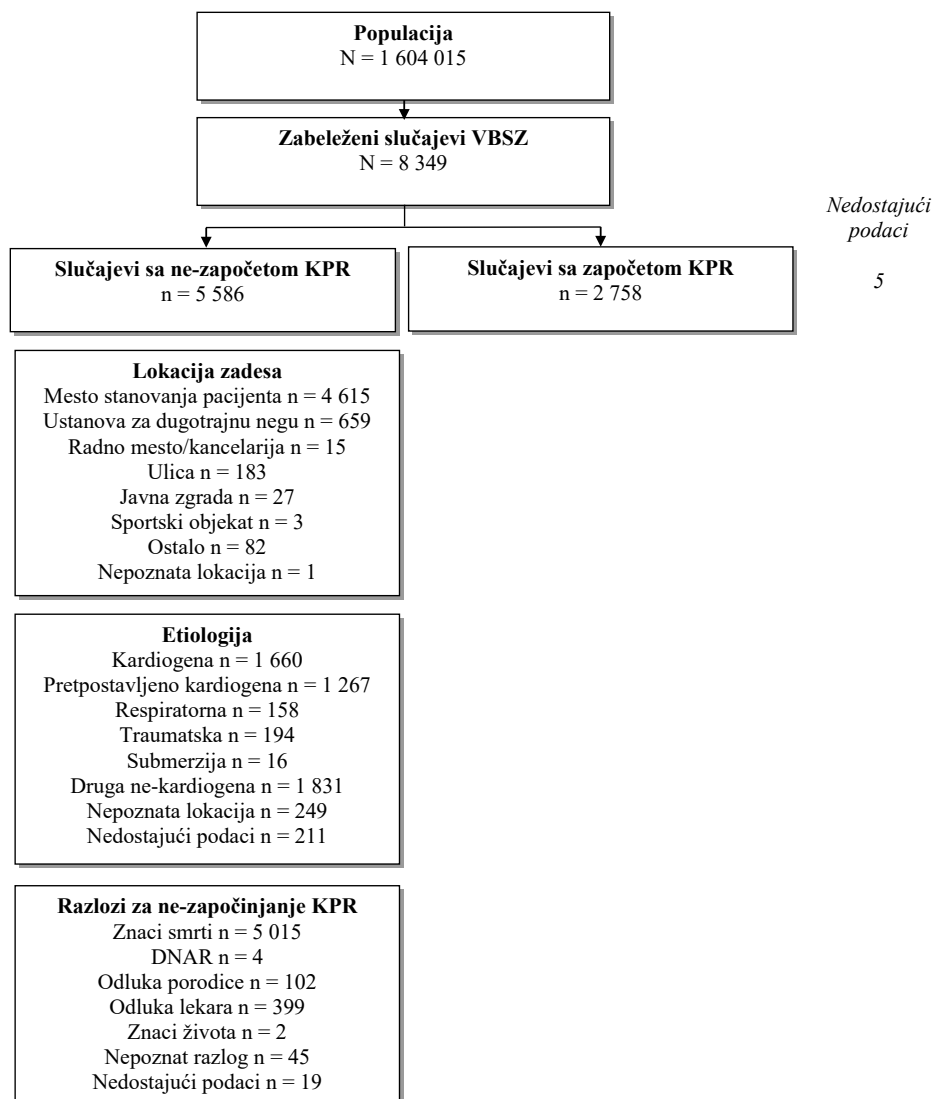 Populacija
N = 1 604 015
Zabeleženi slučajevi VBSZ
N = 8 349
Nedostajući
podaci
5
Slučajevi sa ne-započetom KPR
n = 5 586
Slučajevi sa započetom KPR
n = 2 758
Lokacija zadesa
Mesto stanovanja pacijenta n = 4 615
Ustanova za dugotrajnu negu n = 659
Radno mesto/kancelarija n = 15
Ulica n = 183
Javna zgrada n = 27
Sportski objekat n = 3
Ostalo n = 82
Nepoznata lokacija n = 1
Etiologija
Kardiogena n = 1 660
Pretpostavljeno kardiogena n = 1 267
Respiratorna n = 158
Traumatska n = 194
Submerzija n = 16
Druga ne-kardiogena n = 1 831
Nepoznata lokacija n = 249
Nedostajući podaci n = 211
Razlozi za ne-započinjanje KPR
Znaci smrti n = 5 015
DNAR n = 4
Odluka porodice n = 102
Odluka lekara n = 399
Znaci života n = 2
Nepoznat razlog n = 45
Nedostajući podaci n = 19